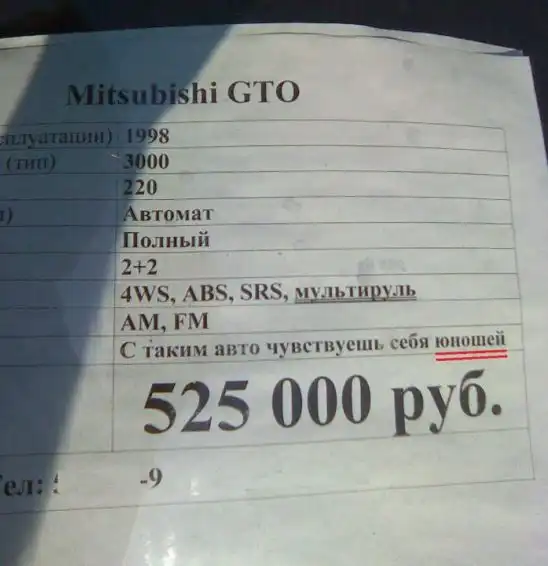 Mitsubishi GTO
сплуатации) 1998
(тип) 3000
220
) Автомат
Полный
2+2
4WS, ABS, SRS, мультируль
AM, FM
С таким авто чувствуешь себя юношей
525 000 руб.
ел: -9